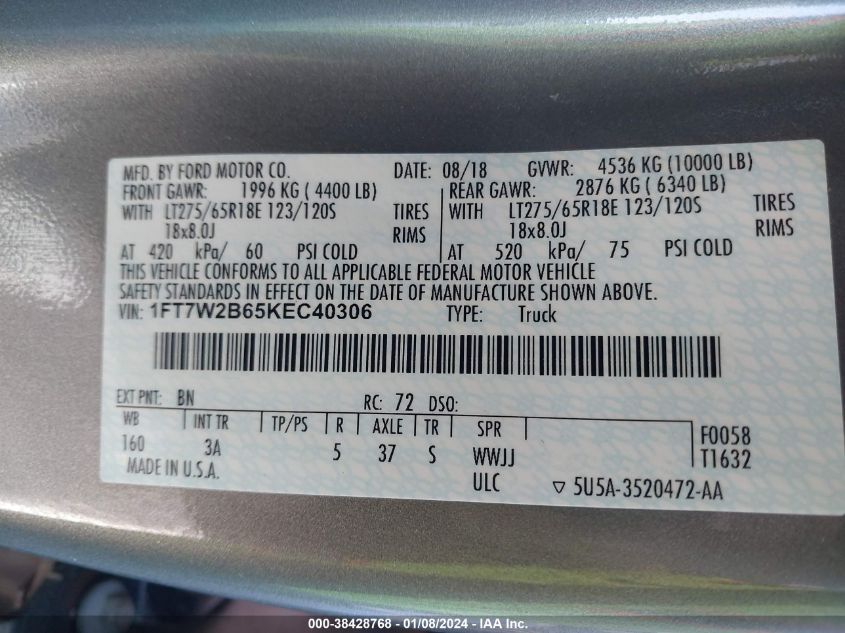 MFD. BY FORD MOTOR CO. DATE: 08/18 GVWR: 4536 KG (10000 LB)
FRONT GAWR: 1996 KG ( 4400 LB) REAR GAWR: 2876 KG ( 6340 LB)
WITH LT275/65R18E 123/120S TIRES WITH LT275/65R18E 123/120S TIRES
18x8.0J RIMS 18x8.0J RIMS
AT 420 kPa/ 60 PSI COLD AT 520 kPa/ 75 PSI COLD
THIS VEHICLE CONFORMS TO ALL APPLICABLE FEDERAL MOTOR VEHICLE
SAFETY STANDARDS IN EFFECT ON THE DATE OF MANUFACTURE SHOWN ABOVE.
VIN: 1FT7W2B65KEC40306 TYPE: Truck
EXT PNT: BN RC: 72 DSO:
WB INT TR TP/PS R AXLE TR SPR F0058
160 3A 5 37 S WWJJ T1632
MADE IN U.S.A. ULC 5U5A-3520472-AA
000-38428768 - 01/08/2024 - IAA Inc.